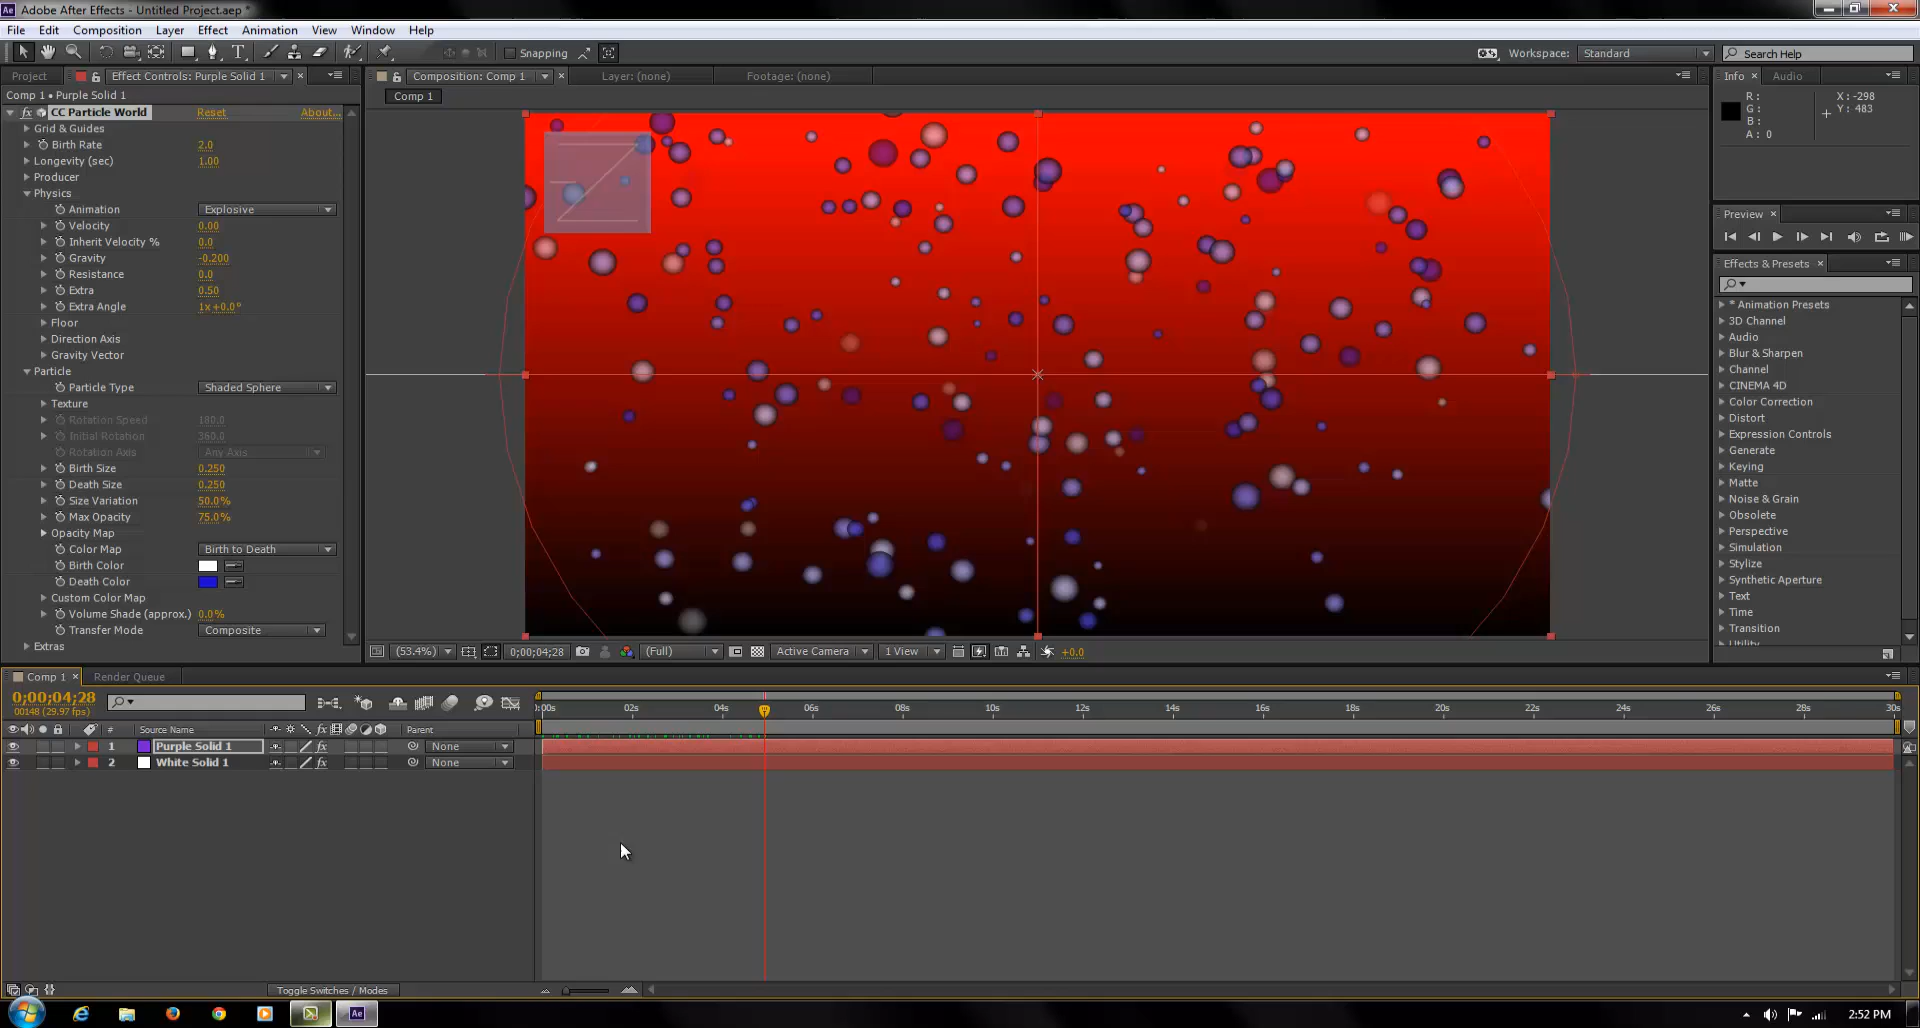 Adobe After Effects - Untitled Project.aep *
File Edit Composition Layer Effect Animation View Window Help
Snapping Workspace: Standard Search Help
Project Effect Controls: Purple Solid 1 Composition: Comp 1 Layer: (none) Footage: (none) Info Audio
Comp 1 • Purple Solid 1 Comp 1
R: X: -298
G: Y: 483
B:
A: 0
fx CC Particle World Reset About...
Grid & Guides
Birth Rate 2.0
Longevity (sec) 1.00
Producer
Physics
Animation Explosive
Velocity 0.00
Inherit Velocity % 0.0
Gravity -0.200
Resistance 0.0
Extra 0.50
Extra Angle 1x+0.0°
Floor
Direction Axis
Gravity Vector
Particle
Particle Type Shaded Sphere
Texture
Rotation Speed 180.0
Initial Rotation 360.0
Rotation Axis Any Axis
Birth Size 0.250
Death Size 0.250
Size Variation 50.0%
Max Opacity 75.0%
Opacity Map
Color Map Birth to Death
Birth Color
Death Color
Custom Color Map
Volume Shade (approx.) 0.0%
Transfer Mode Composite
Extras
Preview
Effects & Presets
* Animation Presets
3D Channel
Audio
Blur & Sharpen
Channel
CINEMA 4D
Color Correction
Distort
Expression Controls
Generate
Keying
Matte
Noise & Grain
Obsolete
Perspective
Simulation
Stylize
Synthetic Aperture
Text
Time
Transition
Utility
(53.4%) 0;00;04;28 (Full) Active Camera 1 View +0.0
Comp 1 Render Queue
0;00;04;28
00148 (29.97 fps)
:00s 02s 04s 06s 08s 10s 12s 14s 16s 18s 20s 22s 24s 26s 28s 30s
# Source Name fx Parent
1 Purple Solid 1 fx None
2 White Solid 1 fx None
Toggle Switches / Modes
Ae 2:52 PM